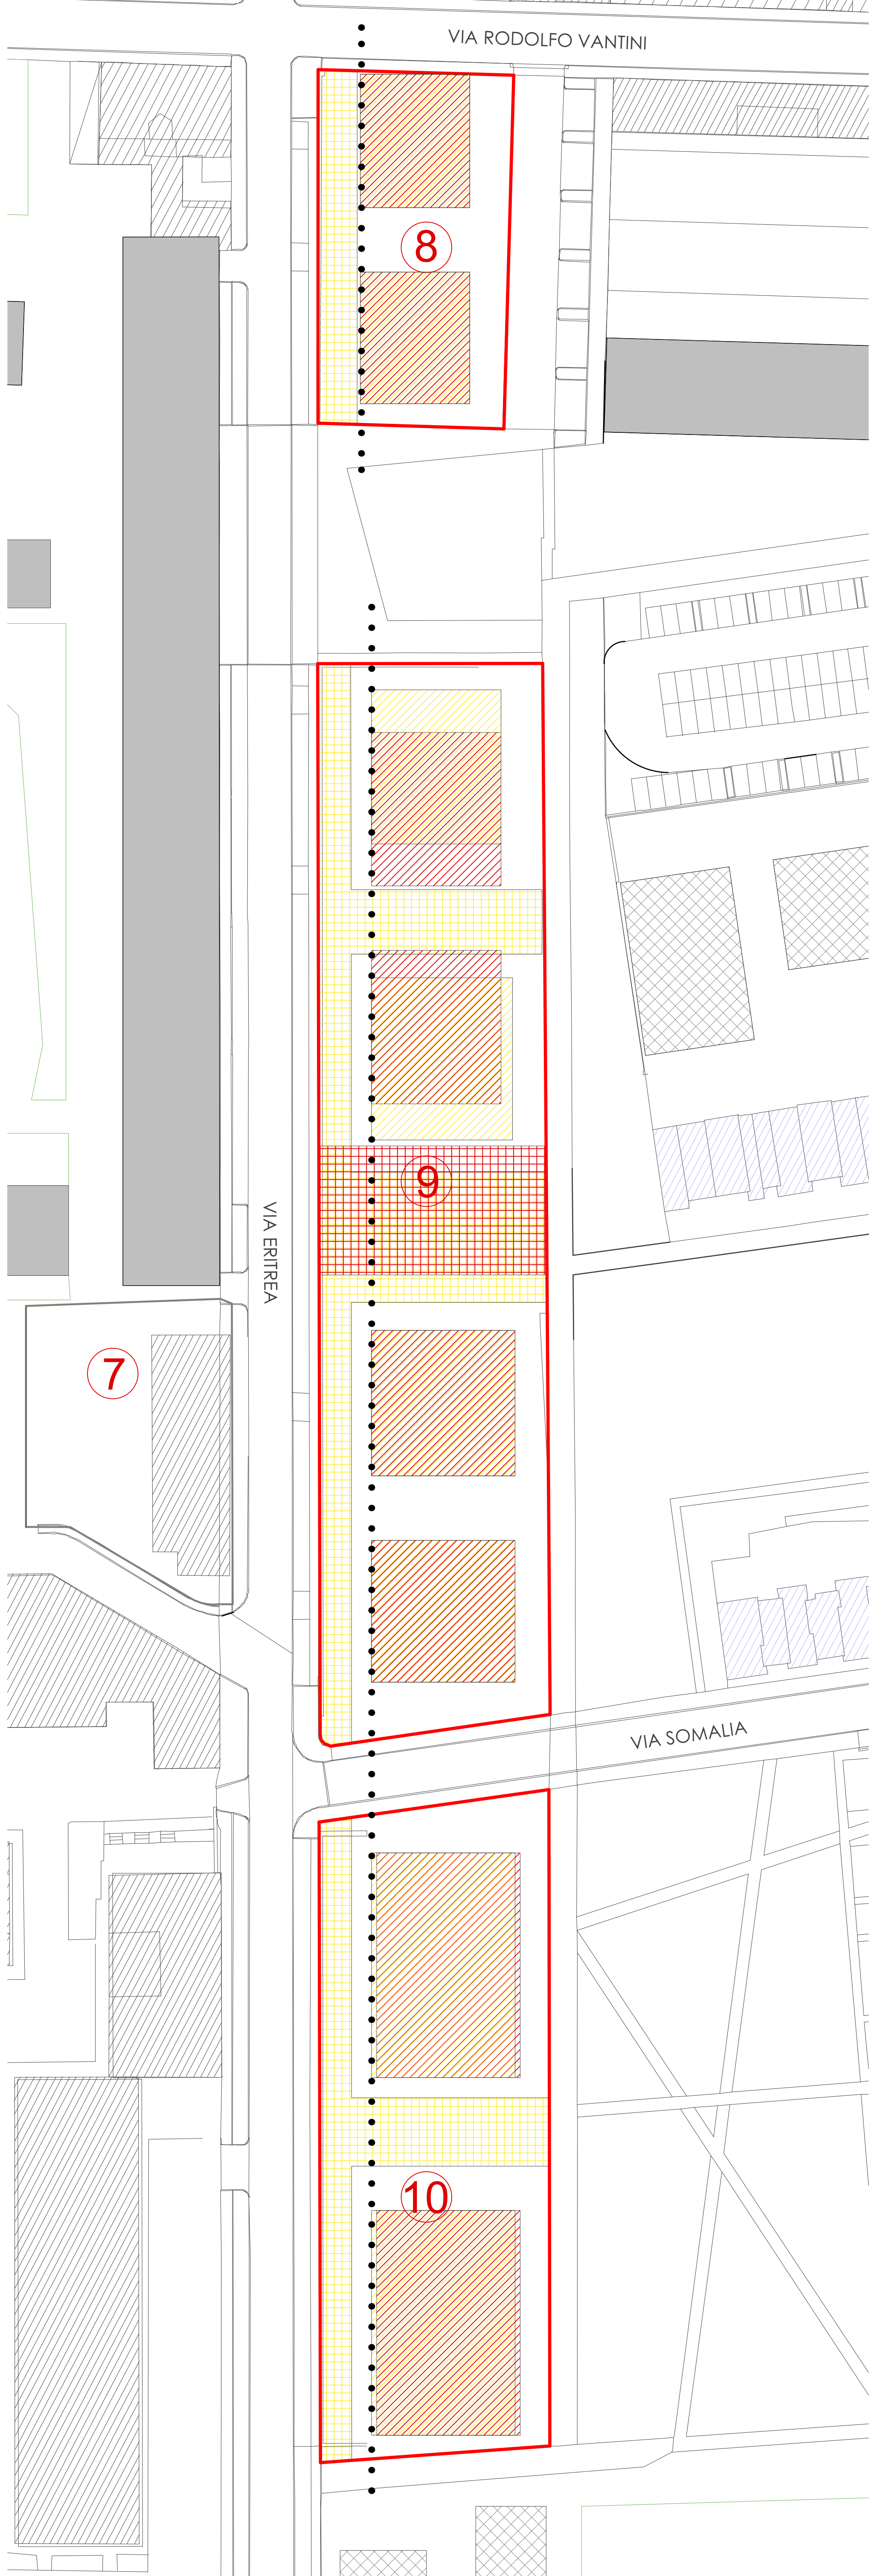 VIA RODOLFO VANTINI
8
9
VIA ERITREA
7
VIA SOMALIA
10